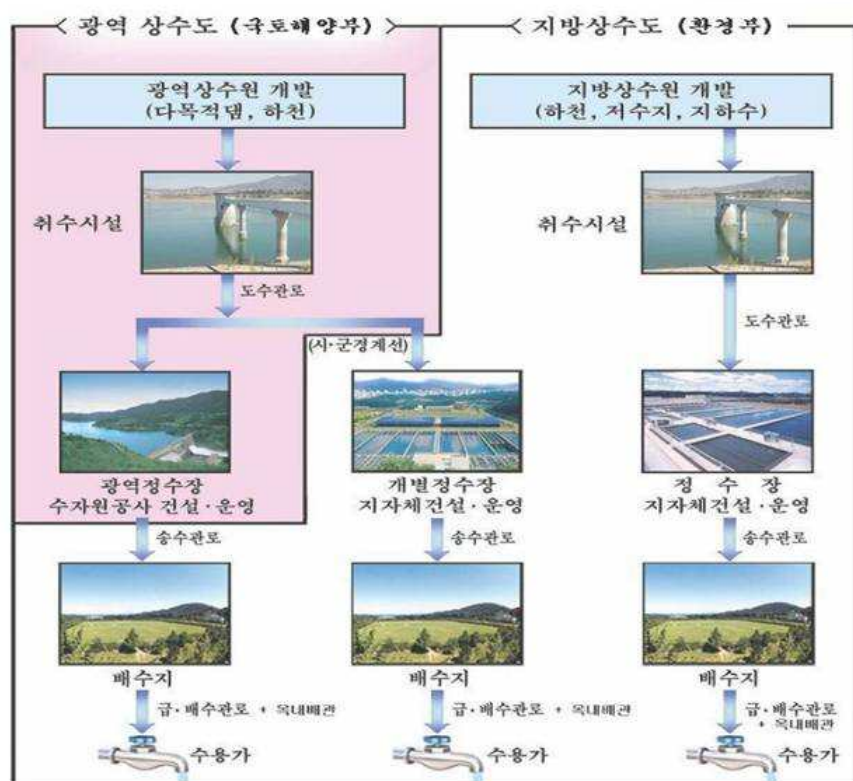 광역 상수도 (국토해양부)
지방상수도 (환경부)
광역상수원 개발
(다목적댐, 하천)
지방상수원 개발
(하천, 저수지, 지하수)
취수시설
취수시설
도수관로
도수관로
(시·군경계선)
광역정수장
수자원공사 건설·운영
개별정수장
지자체건설·운영
정 수 장
지자체건설·운영
송수관로
송수관로
송수관로
배수지
배수지
배수지
급·배수관로 + 옥내배관
급·배수관로 + 옥내배관
급·배수관로
+ 옥내배관
수용가
수용가
수용가